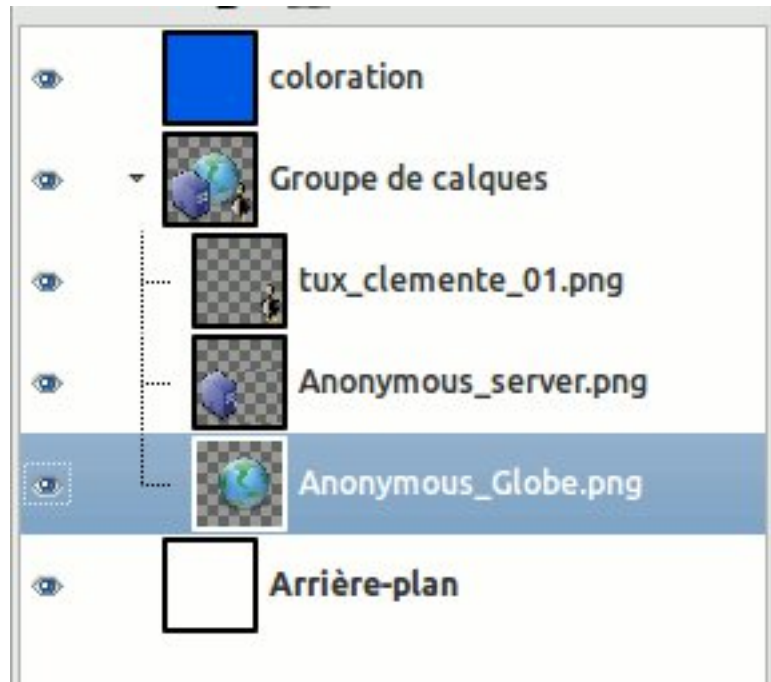 coloration
Groupe de calques
tux_clemente_01.png
Anonymous_server.png
Anonymous_Globe.png
Arrière-plan